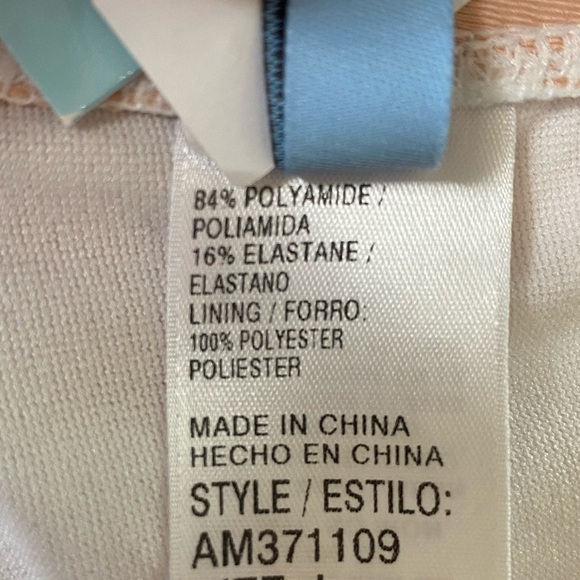 84% POLYAMIDE /
POLIAMIDA
16% ELASTANE /
ELASTANO
LINING / FORRO:
100% POLYESTER
POLIESTER
MADE IN CHINA
HECHO EN CHINA
STYLE / ESTILO:
AM371109